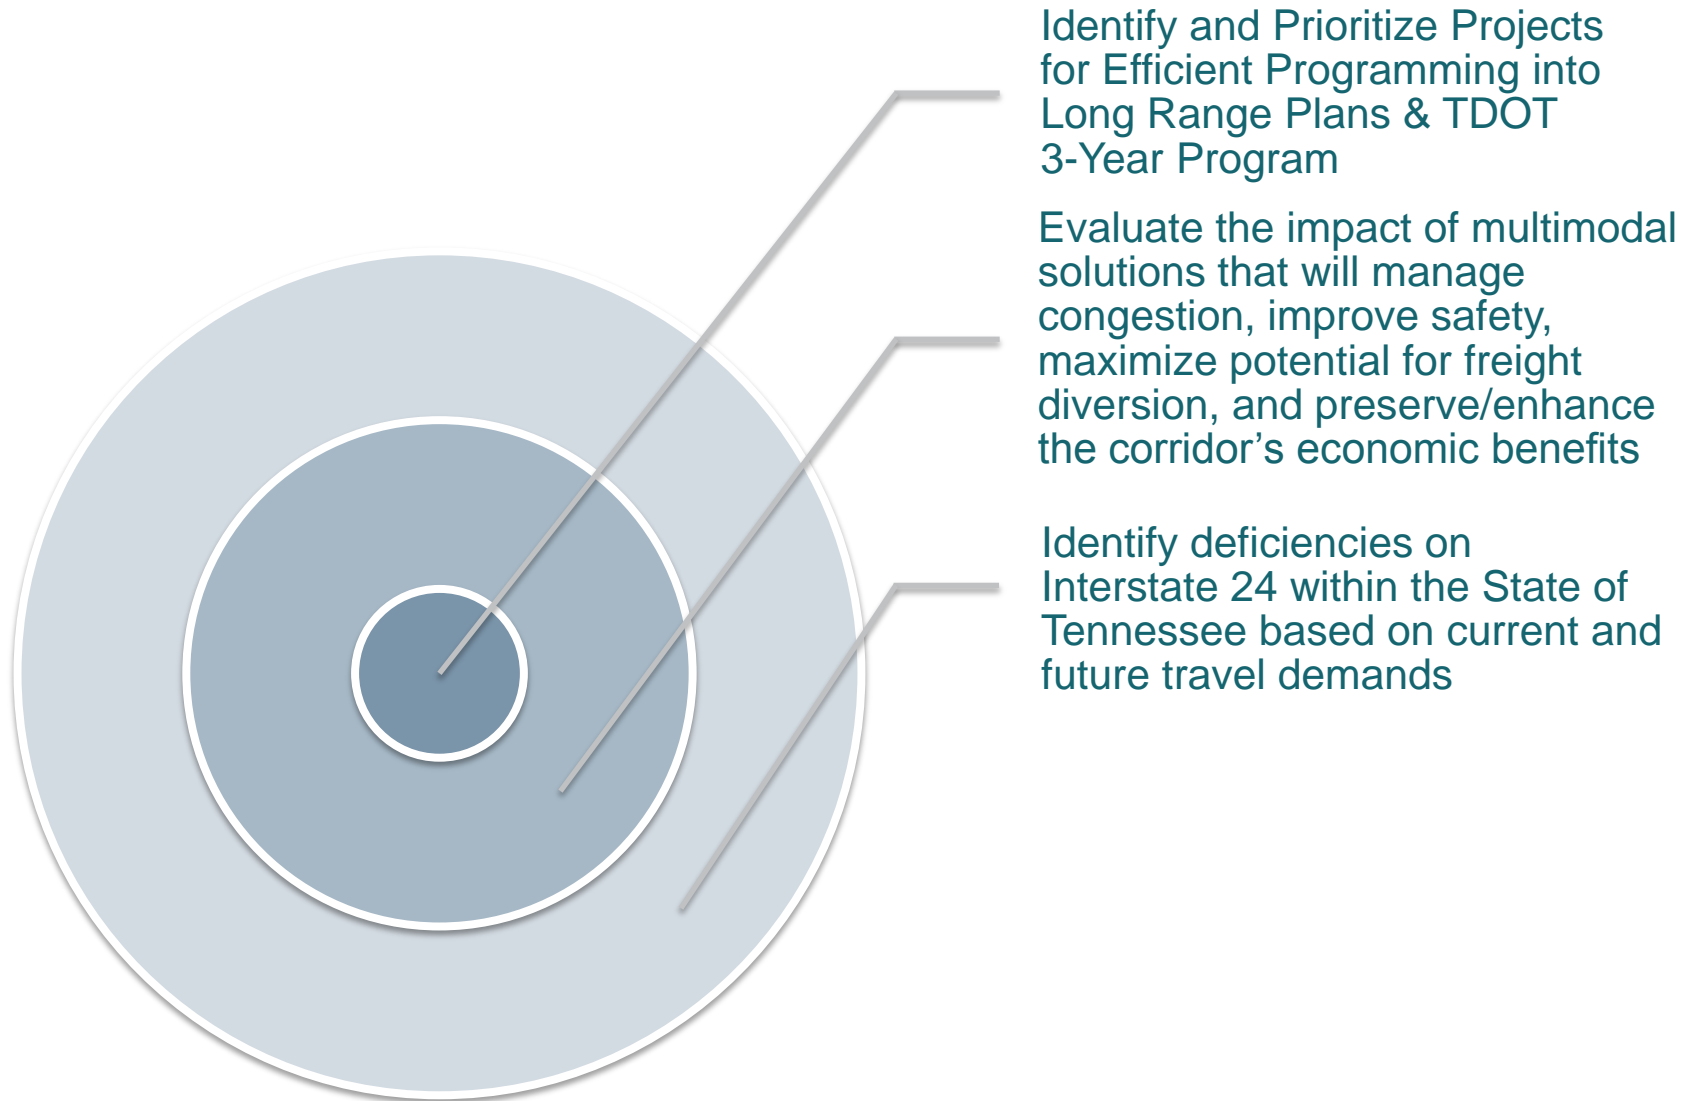 Identify and Prioritize Projects
for Efficient Programming into
Long Range Plans & TDOT
3-Year Program
Evaluate the impact of multimodal
solutions that will manage
congestion, improve safety,
maximize potential for freight
diversion, and preserve/enhance
the corridor’s economic benefits
Identify deficiencies on
Interstate 24 within the State of
Tennessee based on current and
future travel demands